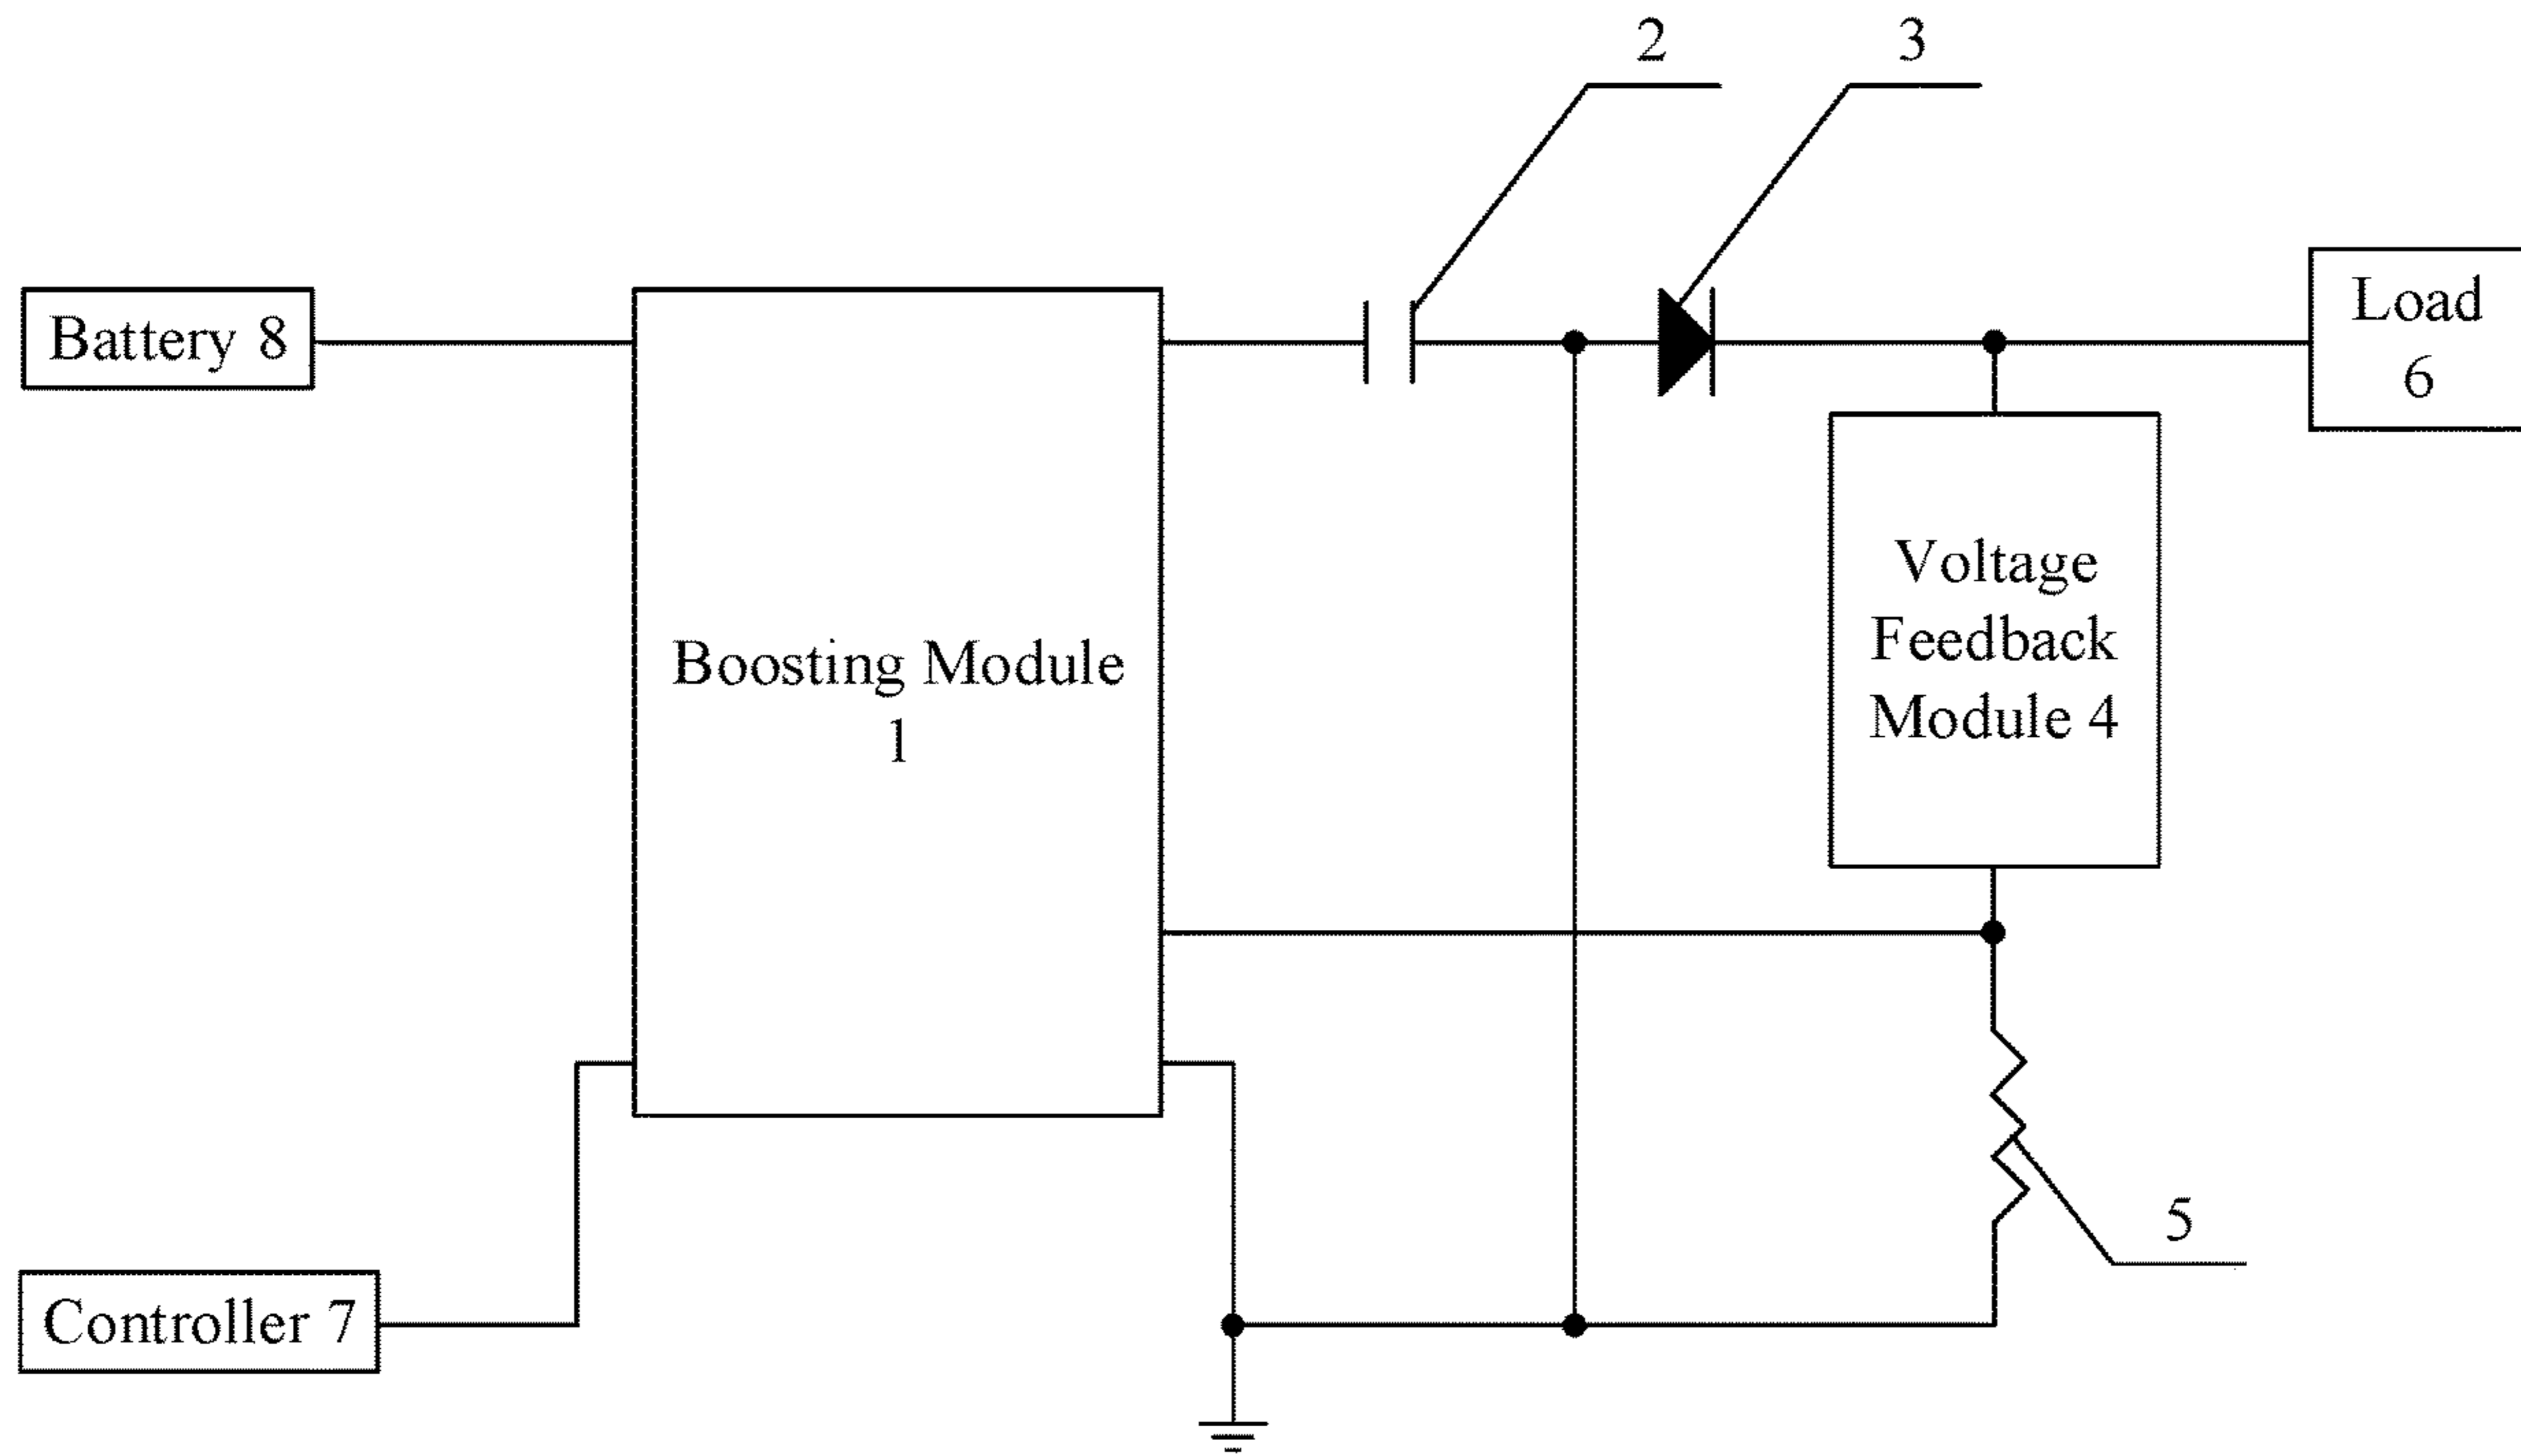 2
3
Battery 8
Load
6
Boosting Module
1
Voltage
Feedback
Module 4
5
Controller 7